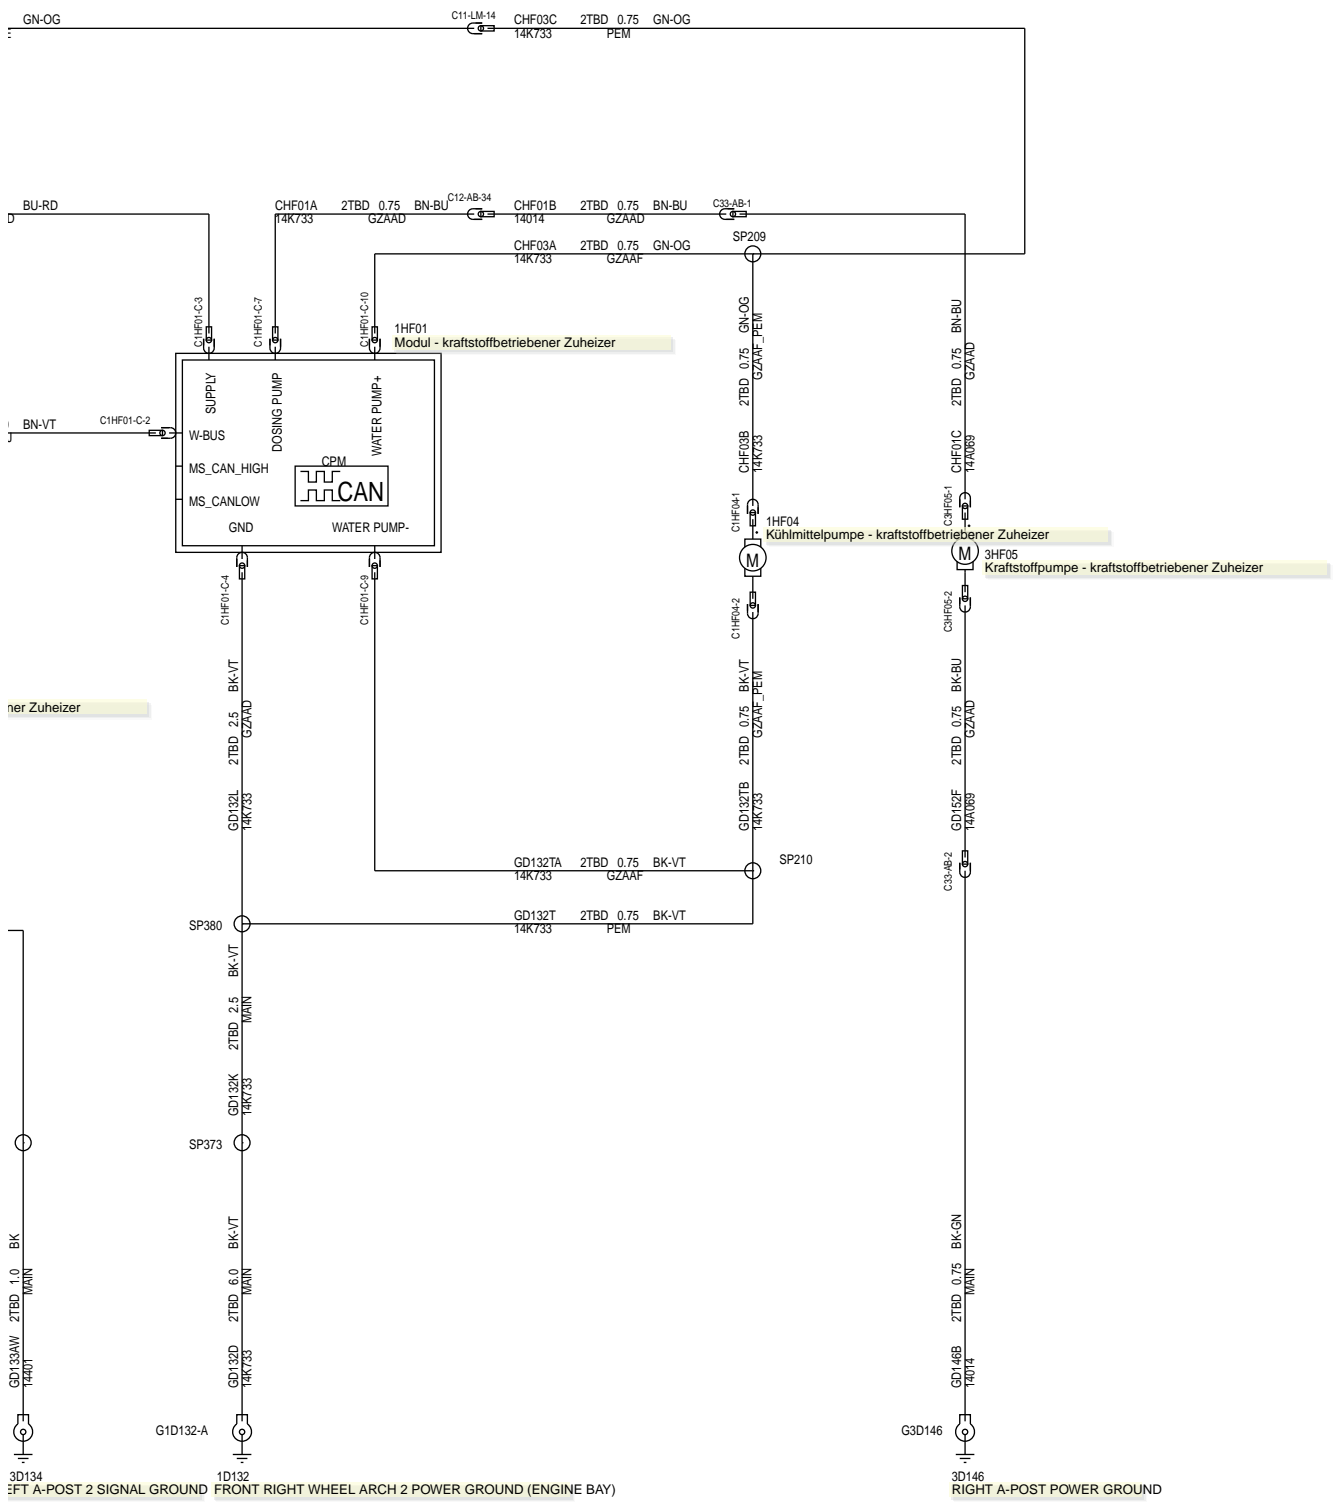 GN-OG
C11-LM-14
CHF03C 2TBD 0.75 GN-OG
14K733 PEM
BU-RD
CHF01A 2TBD 0.75 BN-BU
14K733 GZAAD
C12-AB-34
CHF01B 2TBD 0.75 BN-BU
14014 GZAAD
C33-AB-1
CHF03A 2TBD 0.75 GN-OG
14K733 GZAAF
SP209
C1HF01-C-3
C1HF01-C-7
C1HF01-C-10
1HF01
Modul - kraftstoffbetriebener Zuheizer
SUPPLY
DOSING PUMP
WATER PUMP+
BN-VT
C1HF01-C-2
W-BUS
MS_CAN_HIGH
MS_CANLOW
CPM
CAN
GND
WATER PUMP-
C1HF01-C-4
C1HF01-C-9
CHF03B 2TBD 0.75 GN-OG
14K733 GZAAF_PEM
CHF01C 2TBD 0.75 BN-BU
14A069 GZAAD
C1HF04-1
1HF04
Kühlmittelpumpe - kraftstoffbetriebener Zuheizer
M
C1HF04-2
C3HF05-1
M
3HF05
Kraftstoffpumpe - kraftstoffbetriebener Zuheizer
C3HF05-2
GD132L 2TBD 2.5 BK-VT
14K733 GZAAD
ner Zuheizer
GD132TB 2TBD 0.75 BK-VT
14K733 GZAAF_PEM
GD152F 2TBD 0.75 BK-BU
14A069 GZAAD
GD132TA 2TBD 0.75 BK-VT
14K733 GZAAF
SP210
C33-AB-2
SP380
GD132T 2TBD 0.75 BK-VT
14K733 PEM
GD132K 2TBD 2.5 BK-VT
14K733 MAIN
SP373
GD133AW 2TBD 1.0 BK
14401 MAIN
GD132D 2TBD 6.0 BK-VT
14K733 MAIN
GD146B 2TBD 0.75 BK-GN
14014 MAIN
G1D132-A
G3D146
3D134
EFT A-POST 2 SIGNAL GROUND
1D132
FRONT RIGHT WHEEL ARCH 2 POWER GROUND (ENGINE BAY)
3D146
RIGHT A-POST POWER GROUND